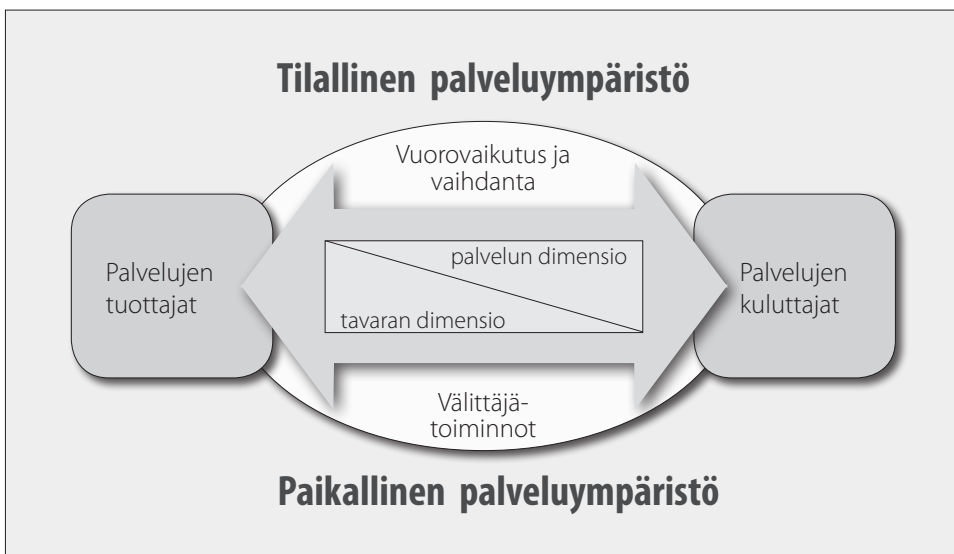 Tilallinen palveluympäristö
Vuorovaikutus ja
vaihdanta
Palvelujen
tuottajat
palvelun dimensio
tavaran dimensio
Palvelujen
kuluttajat
Välittäjä-
toiminnot
Paikallinen palveluympäristö